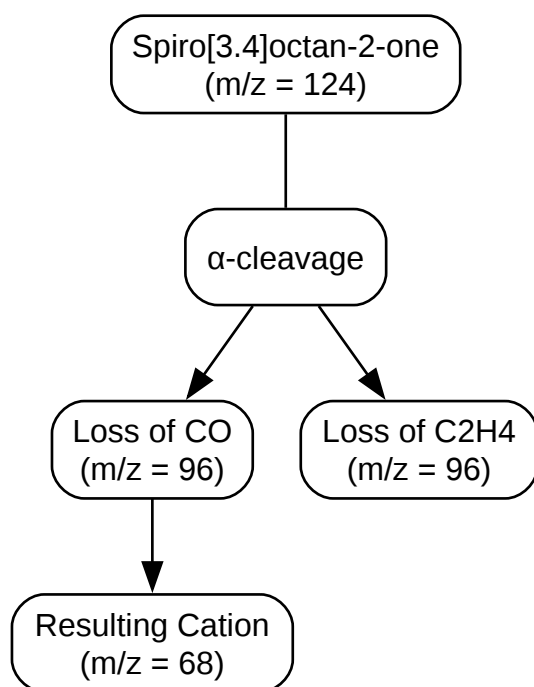 Spiro[3.4]octan-2-one
(m/z = 124)
α-cleavage
Loss of CO
(m/z = 96)
Loss of C2H4
(m/z = 96)
Resulting Cation
(m/z = 68)